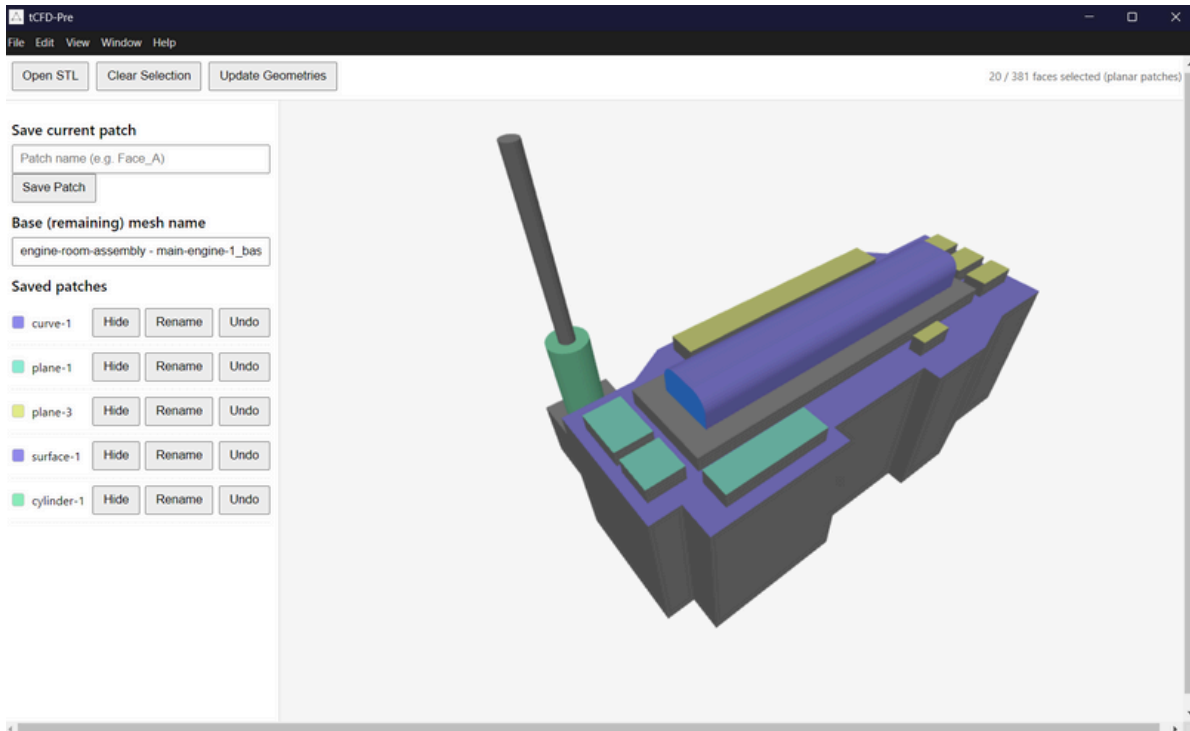 tCFD-Pre
File Edit View Window Help
Open STL Clear Selection Update Geometries 20 / 381 faces selected (planar patches)
Save current patch
Patch name (e.g. Face_A)
Save Patch
Base (remaining) mesh name
engine-room-assembly - main-engine-1_bas
Saved patches
curve-1 Hide Rename Undo
plane-1 Hide Rename Undo
plane-3 Hide Rename Undo
surface-1 Hide Rename Undo
cylinder-1 Hide Rename Undo